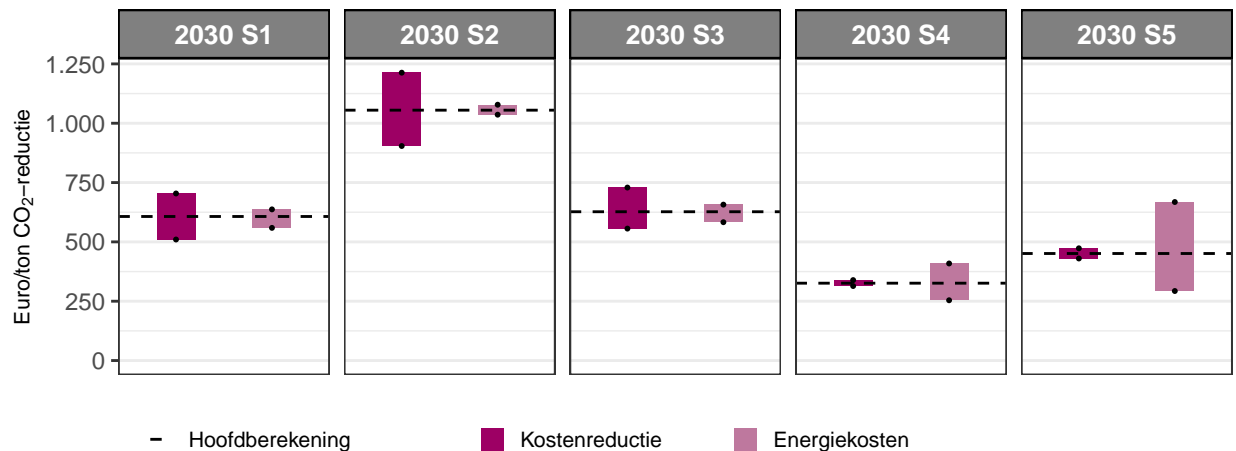 2030 S1 2030 S2 2030 S3 2030 S4 2030 S5
Euro/ton CO₂–reductie
1.250
1.000
750
500
250
0
Hoofdberekening Kostenreductie Energiekosten